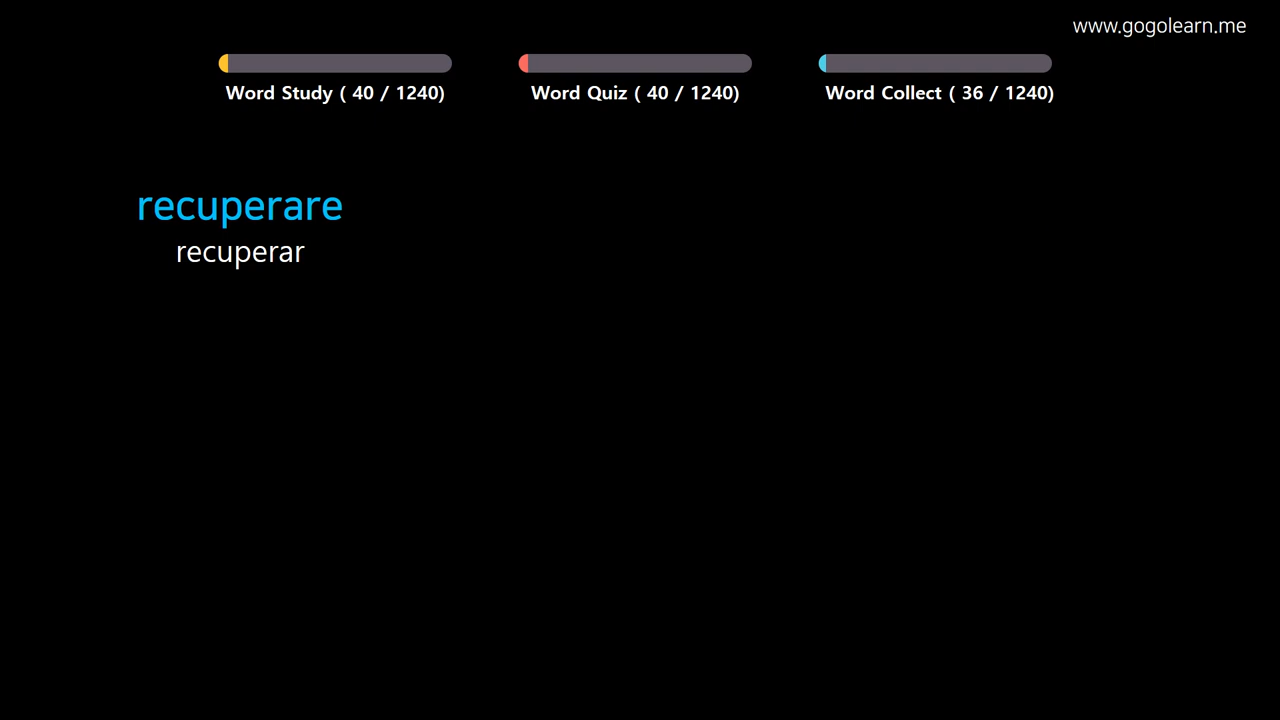 www.gogolearn.me
Word Study ( 40 / 1240)
Word Quiz ( 40 / 1240)
Word Collect ( 36 / 1240)
recuperare
recuperar